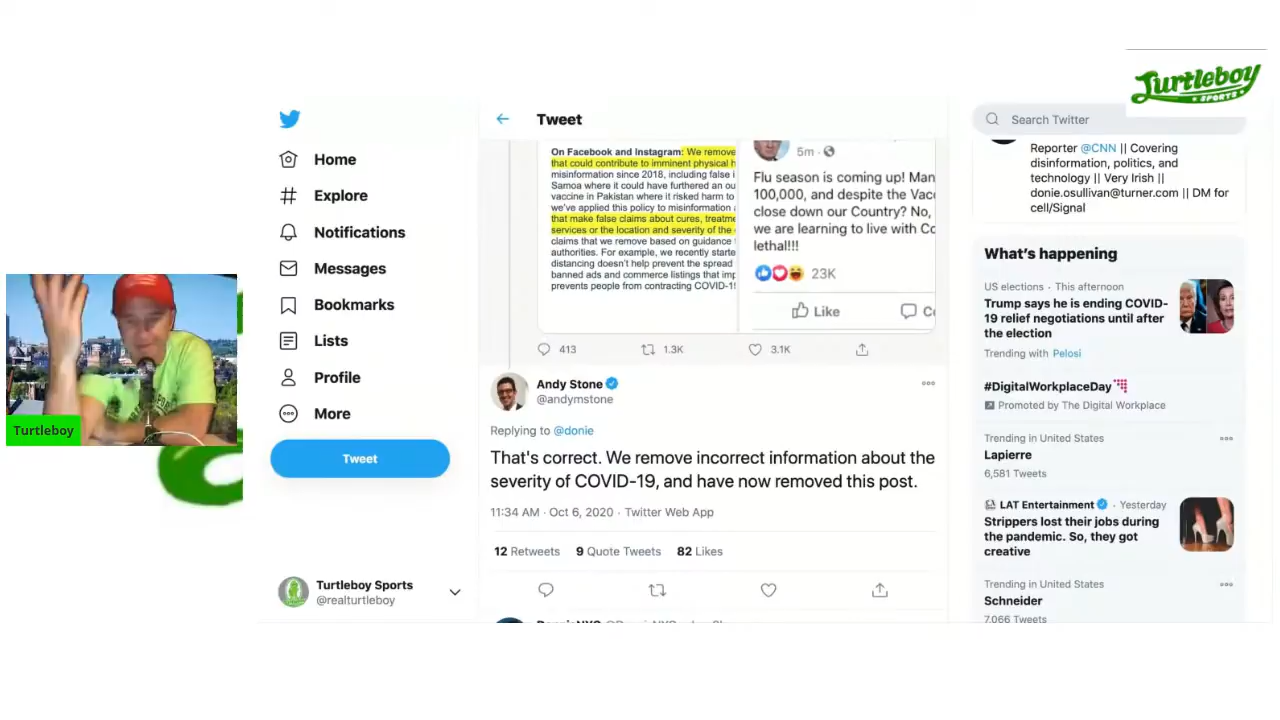 Turtleboy
SPORTS
Turtleboy
Home
Explore
Notifications
Messages
Bookmarks
Lists
Profile
More
Tweet
Turtleboy Sports
@realturtleboy
Tweet
On Facebook and Instagram: We remove
that could contribute to imminent physical h
misinformation since 2018, including false i
Samoa where it could have furthered an ou
vaccine in Pakistan where it risked harm to
we've applied this policy to misinformation a
that make false claims about cures, treatme
services or the location and severity of the
claims that we remove based on guidance
authorities. For example, we recently starte
distancing doesn't help prevent the spread
banned ads and commerce listings that imp
prevents people from contracting COVID-1
5m
Flu season is coming up! Man
100,000, and despite the Vacc
close down our Country? No,
we are learning to live with Co
lethal!!!
23K
Like
413
1.3K
3.1K
Andy Stone
@andymstone
Replying to @donie
That's correct. We remove incorrect information about the
severity of COVID-19, and have now removed this post.
11:34 AM · Oct 6, 2020 · Twitter Web App
12 Retweets 9 Quote Tweets 82 Likes
Search Twitter
Reporter @CNN || Covering
disinformation, politics, and
technology || Very Irish ||
donie.osullivan@turner.com || DM for
cell/Signal
What's happening
US elections · This afternoon
Trump says he is ending COVID-
19 relief negotiations until after
the election
Trending with Pelosi
#DigitalWorkplaceDay
Promoted by The Digital Workplace
Trending in United States
Lapierre
6,581 Tweets
LAT Entertainment · Yesterday
Strippers lost their jobs during
the pandemic. So, they got
creative
Trending in United States
Schneider
7,066 Tweets